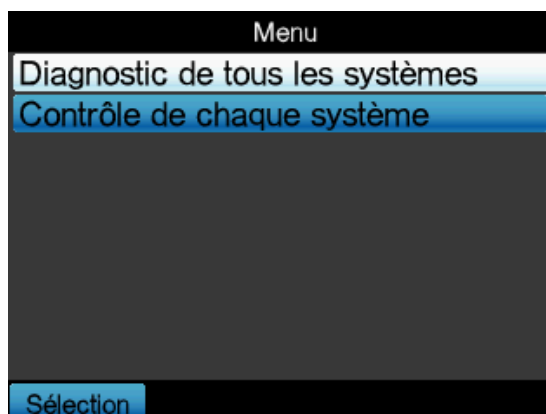 Menu
Diagnostic de tous les systèmes
Contrôle de chaque système
Sélection